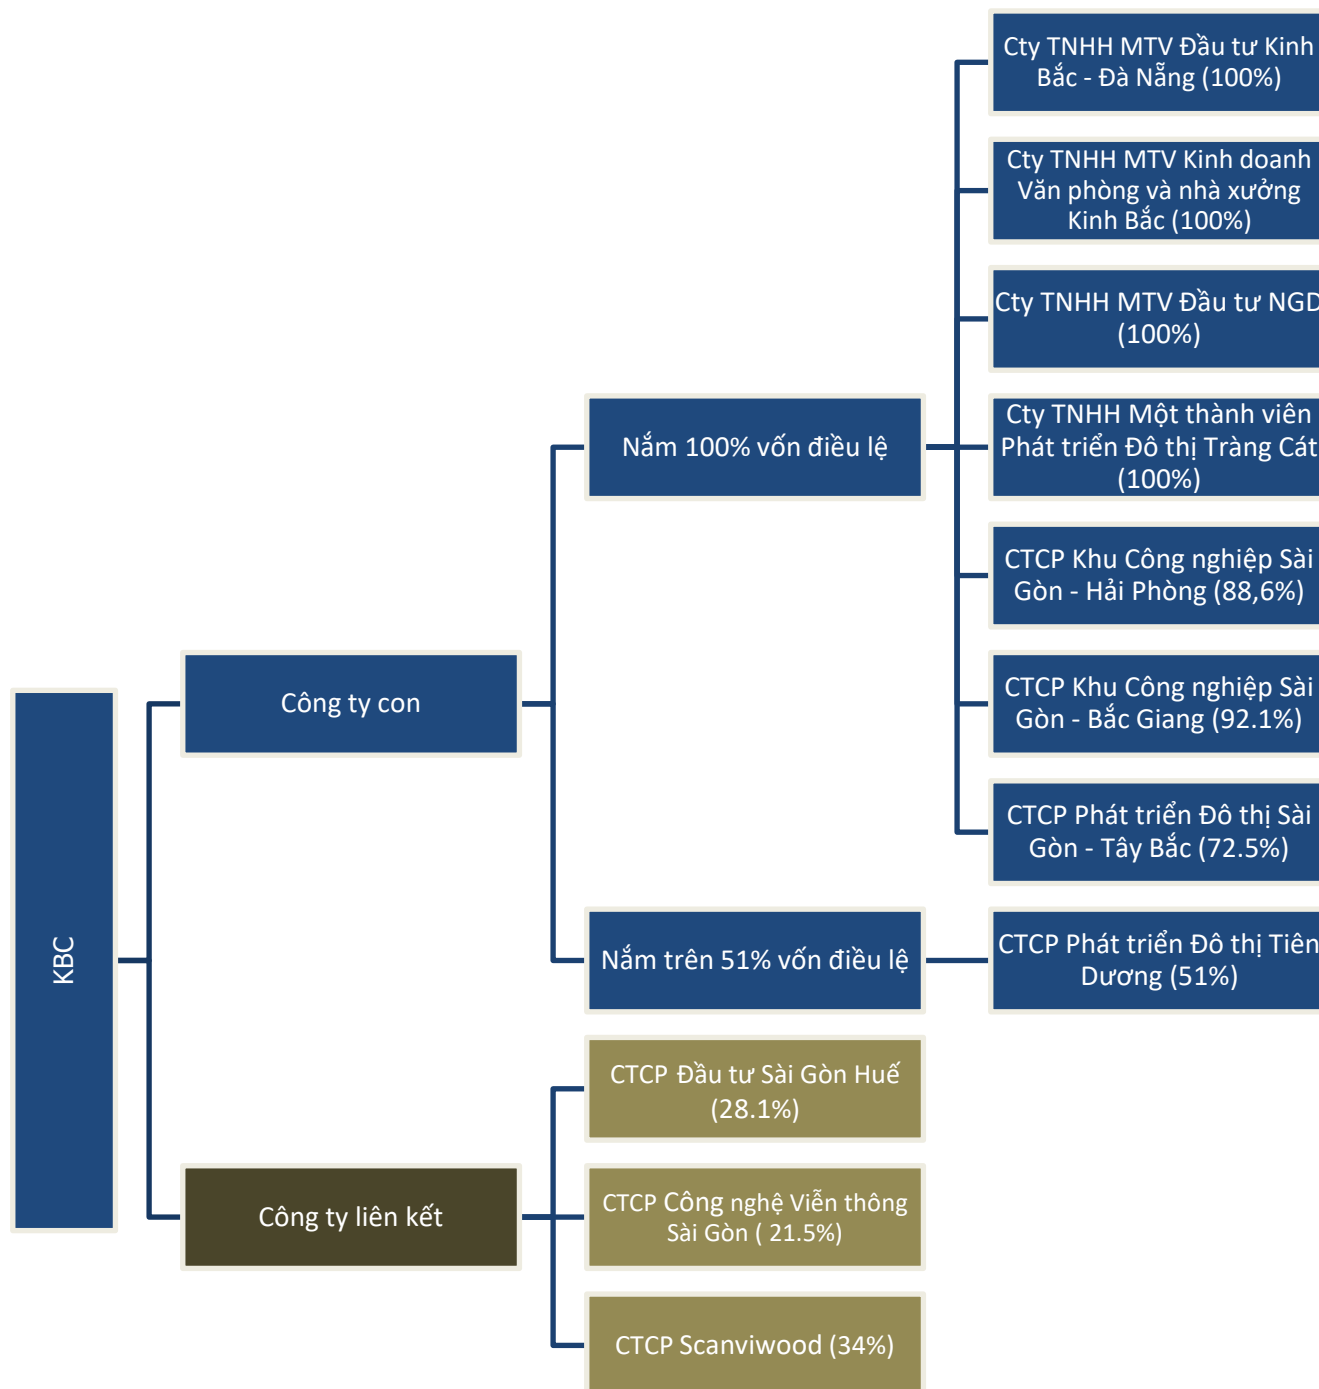 KBC
Công ty con
Nắm 100% vốn điều lệ
Cty TNHH MTV Đầu tư Kinh
Bắc - Đà Nẵng (100%)
Cty TNHH MTV Kinh doanh
Văn phòng và nhà xưởng
Kinh Bắc (100%)
Cty TNHH MTV Đầu tư NGD
(100%)
Cty TNHH Một thành viên
Phát triển Đô thị Tràng Cát
(100%)
CTCP Khu Công nghiệp Sài
Gòn - Hải Phòng (88,6%)
CTCP Khu Công nghiệp Sài
Gòn - Bắc Giang (92.1%)
CTCP Phát triển Đô thị Sài
Gòn - Tây Bắc (72.5%)
Nắm trên 51% vốn điều lệ
CTCP Phát triển Đô thị Tiên
Dương (51%)
Công ty liên kết
CTCP Đầu tư Sài Gòn Huế
(28.1%)
CTCP Công nghệ Viễn thông
Sài Gòn ( 21.5%)
CTCP Scanviwood (34%)